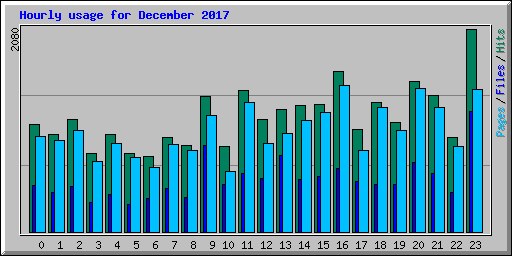 Hourly usage for December 2017
2080
Pages / Files / Hits
0 1 2 3 4 5 6 7 8 9 10 11 12 13 14 15 16 17 18 19 20 21 22 23